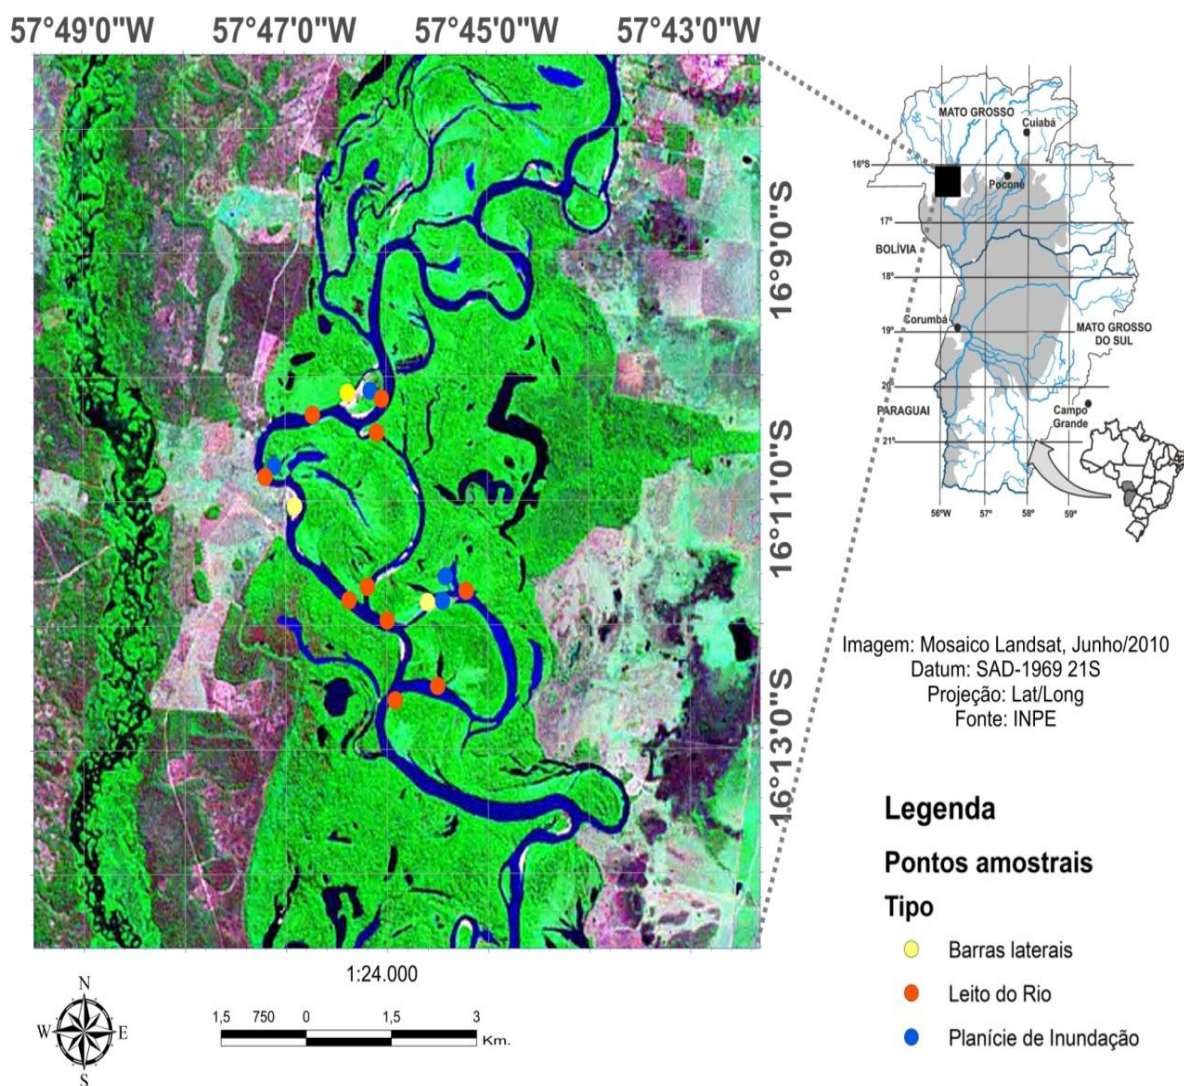 57°49'0"W 57°47'0"W 57°45'0"W 57°43'0"W
16°9'0"S
16°11'0"S
16°13'0"S
MATO GROSSO
Cuiabá
16°S
Poconé
17°
BOLÍVIA
18°
Corumbá
19°
MATO GROSSO
DO SUL
20°
PARAGUAI
Campo
Grande
21°
56°W 57° 58° 59°
Imagem: Mosaico Landsat, Junho/2010
Datum: SAD-1969 21S
Projeção: Lat/Long
Fonte: INPE
Legenda
Pontos amostrais
Tipo
Barras laterais
Leito do Rio
Planície de Inundação
1:24.000
1,5 750 0 1,5 3
Km.
N
W E
S